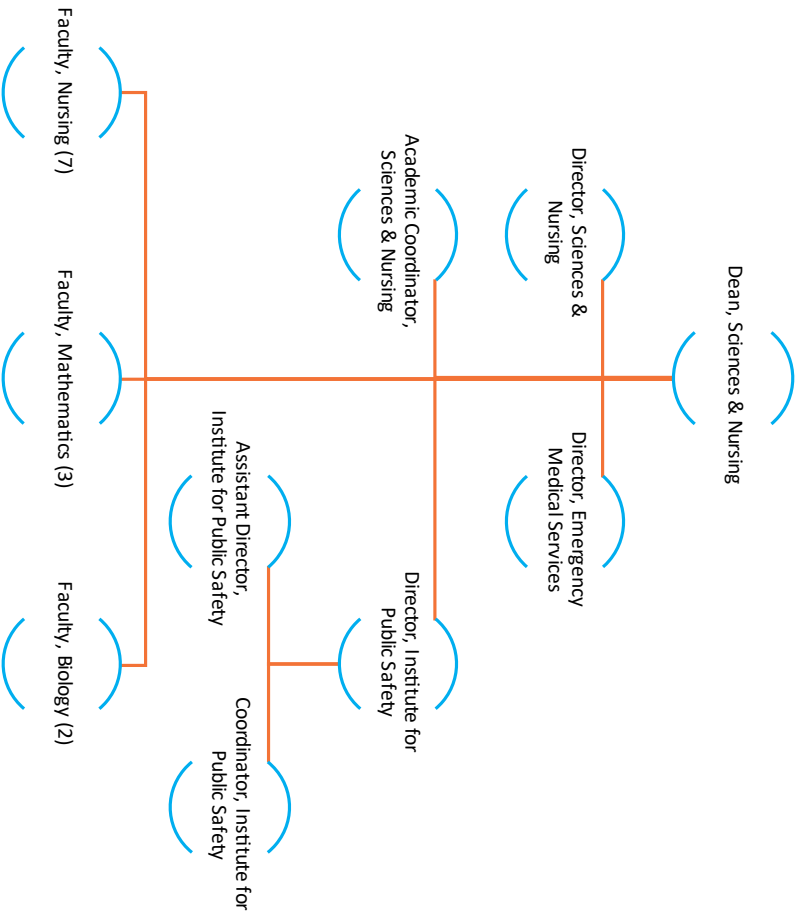 Dean, Sciences & Nursing
Director, Sciences &
Nursing
Director, Emergency
Medical Services
Academic Coordinator,
Sciences & Nursing
Director, Institute for
Public Safety
Assistant Director,
Institute for Public Safety
Coordinator, Institute for
Public Safety
Faculty, Nursing (7)
Faculty, Mathematics (3)
Faculty, Biology (2)